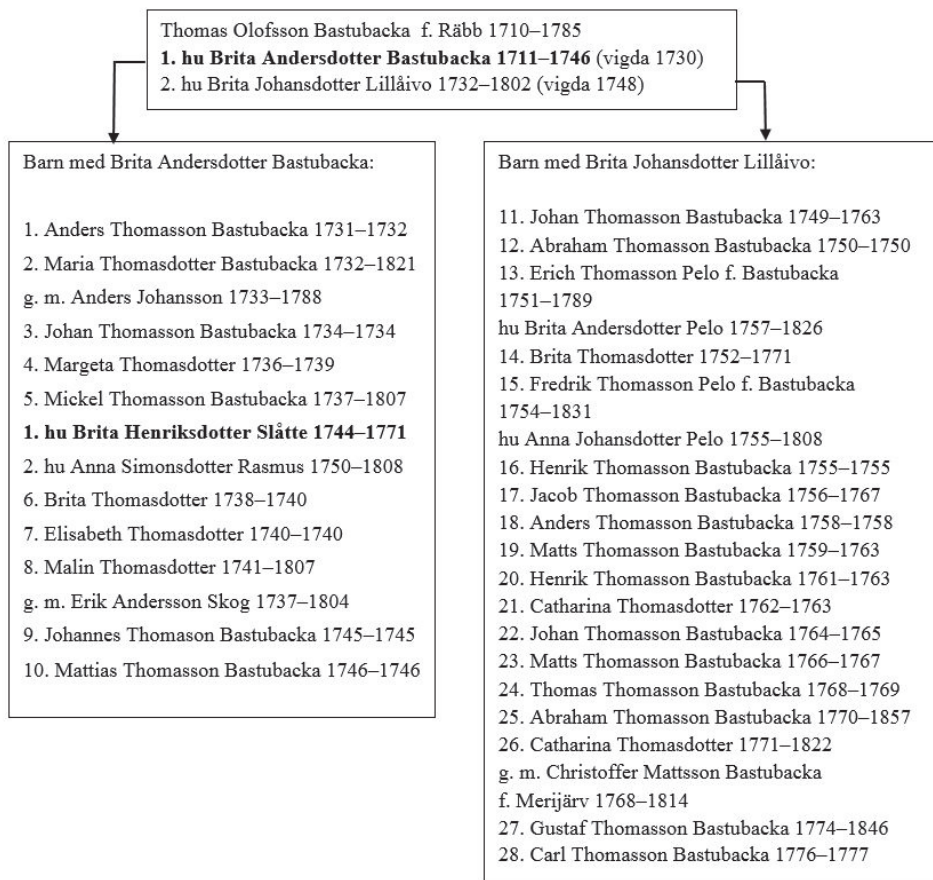 Thomas Olofsson Bastubacka f. Räbb 1710–1785
1. hu Brita Andersdotter Bastubacka 1711–1746 (vigda 1730)
2. hu Brita Johansdotter Lillåivo 1732–1802 (vigda 1748)
Barn med Brita Andersdotter Bastubacka:
1. Anders Thomasson Bastubacka 1731–1732
2. Maria Thomasdotter Bastubacka 1732–1821
g. m. Anders Johansson 1733–1788
3. Johan Thomasson Bastubacka 1734–1734
4. Margeta Thomasdotter 1736–1739
5. Mickel Thomasson Bastubacka 1737–1807
1. hu Brita Henriksdotter Slåtte 1744–1771
2. hu Anna Simonsdotter Rasmus 1750–1808
6. Brita Thomasdotter 1738–1740
7. Elisabeth Thomasdotter 1740–1740
8. Malin Thomasdotter 1741–1807
g. m. Erik Andersson Skog 1737–1804
9. Johannes Thomason Bastubacka 1745–1745
10. Mattias Thomasson Bastubacka 1746–1746
Barn med Brita Johansdotter Lillåivo:
11. Johan Thomasson Bastubacka 1749–1763
12. Abraham Thomasson Bastubacka 1750–1750
13. Erich Thomasson Pelo f. Bastubacka
1751–1789
hu Brita Andersdotter Pelo 1757–1826
14. Brita Thomasdotter 1752–1771
15. Fredrik Thomasson Pelo f. Bastubacka
1754–1831
hu Anna Johansdotter Pelo 1755–1808
16. Henrik Thomasson Bastubacka 1755–1755
17. Jacob Thomasson Bastubacka 1756–1767
18. Anders Thomasson Bastubacka 1758–1758
19. Matts Thomasson Bastubacka 1759–1763
20. Henrik Thomasson Bastubacka 1761–1763
21. Catharina Thomasdotter 1762–1763
22. Johan Thomasson Bastubacka 1764–1765
23. Matts Thomasson Bastubacka 1766–1767
24. Thomas Thomasson Bastubacka 1768–1769
25. Abraham Thomasson Bastubacka 1770–1857
26. Catharina Thomasdotter 1771–1822
g. m. Christoffer Mattsson Bastubacka
f. Merijärv 1768–1814
27. Gustaf Thomasson Bastubacka 1774–1846
28. Carl Thomasson Bastubacka 1776–1777